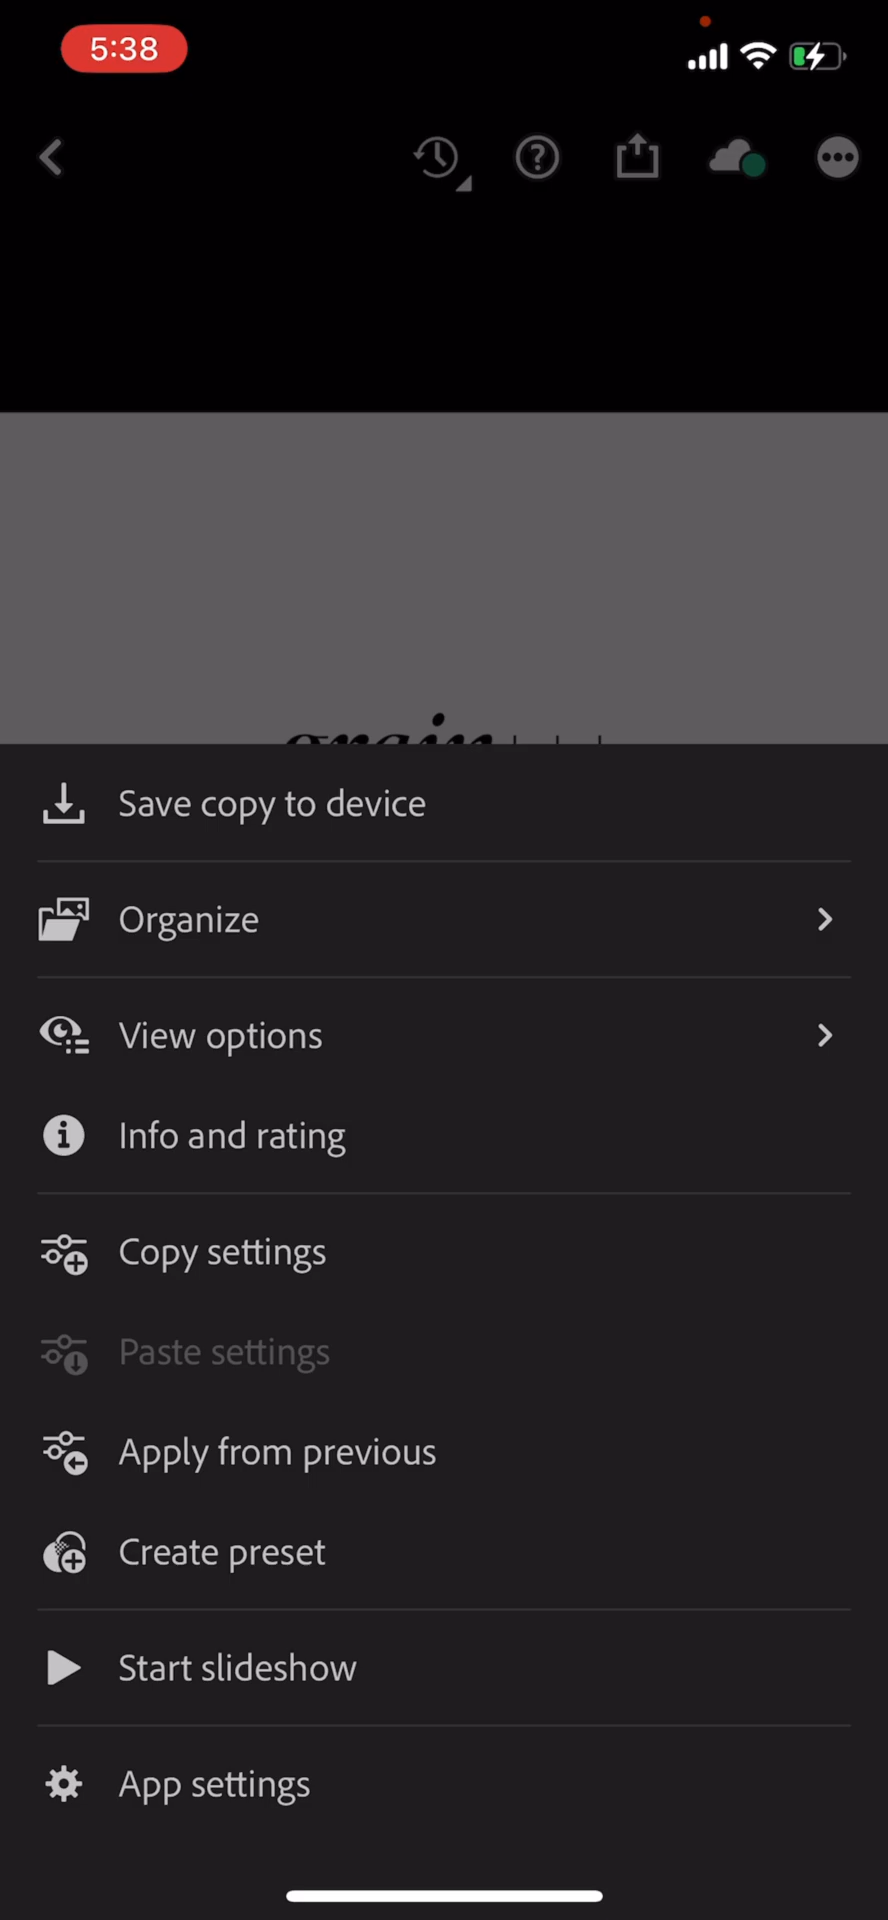 5:38
Save copy to device
Organize
View options
Info and rating
Copy settings
Paste settings
Apply from previous
Create preset
Start slideshow
App settings